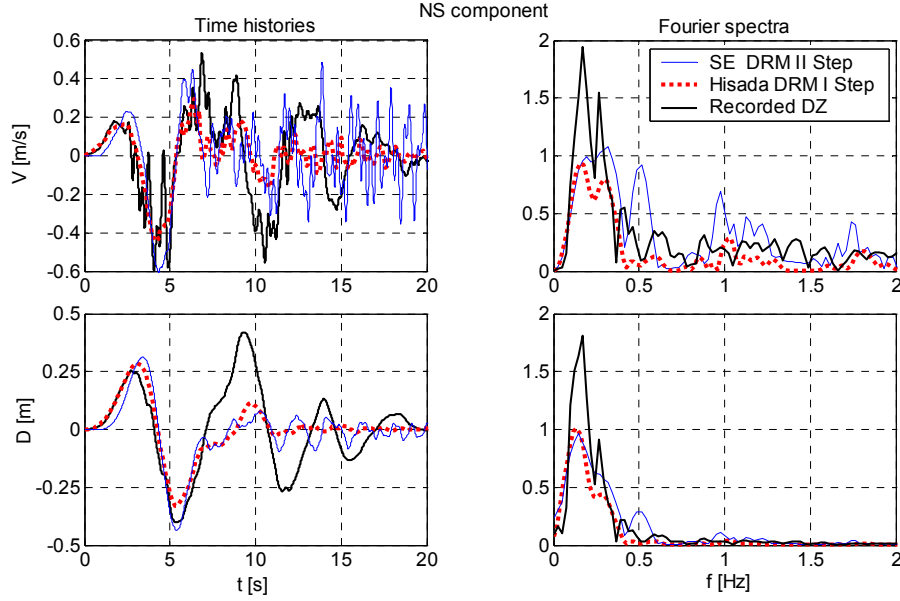 NS component
Time histories
Fourier spectra
0.6
0.4
0.2
0
-0.2
-0.4
-0.6
V [m/s]
0 5 10 15 20
2
1.5
1
0.5
0
0 0.5 1 1.5 2
SE DRM II Step
Hisada DRM I Step
Recorded DZ
0.5
0.25
0
-0.25
-0.5
D [m]
0 5 10 15 20
t [s]
2
1.5
1
0.5
0
0 0.5 1 1.5 2
f [Hz]